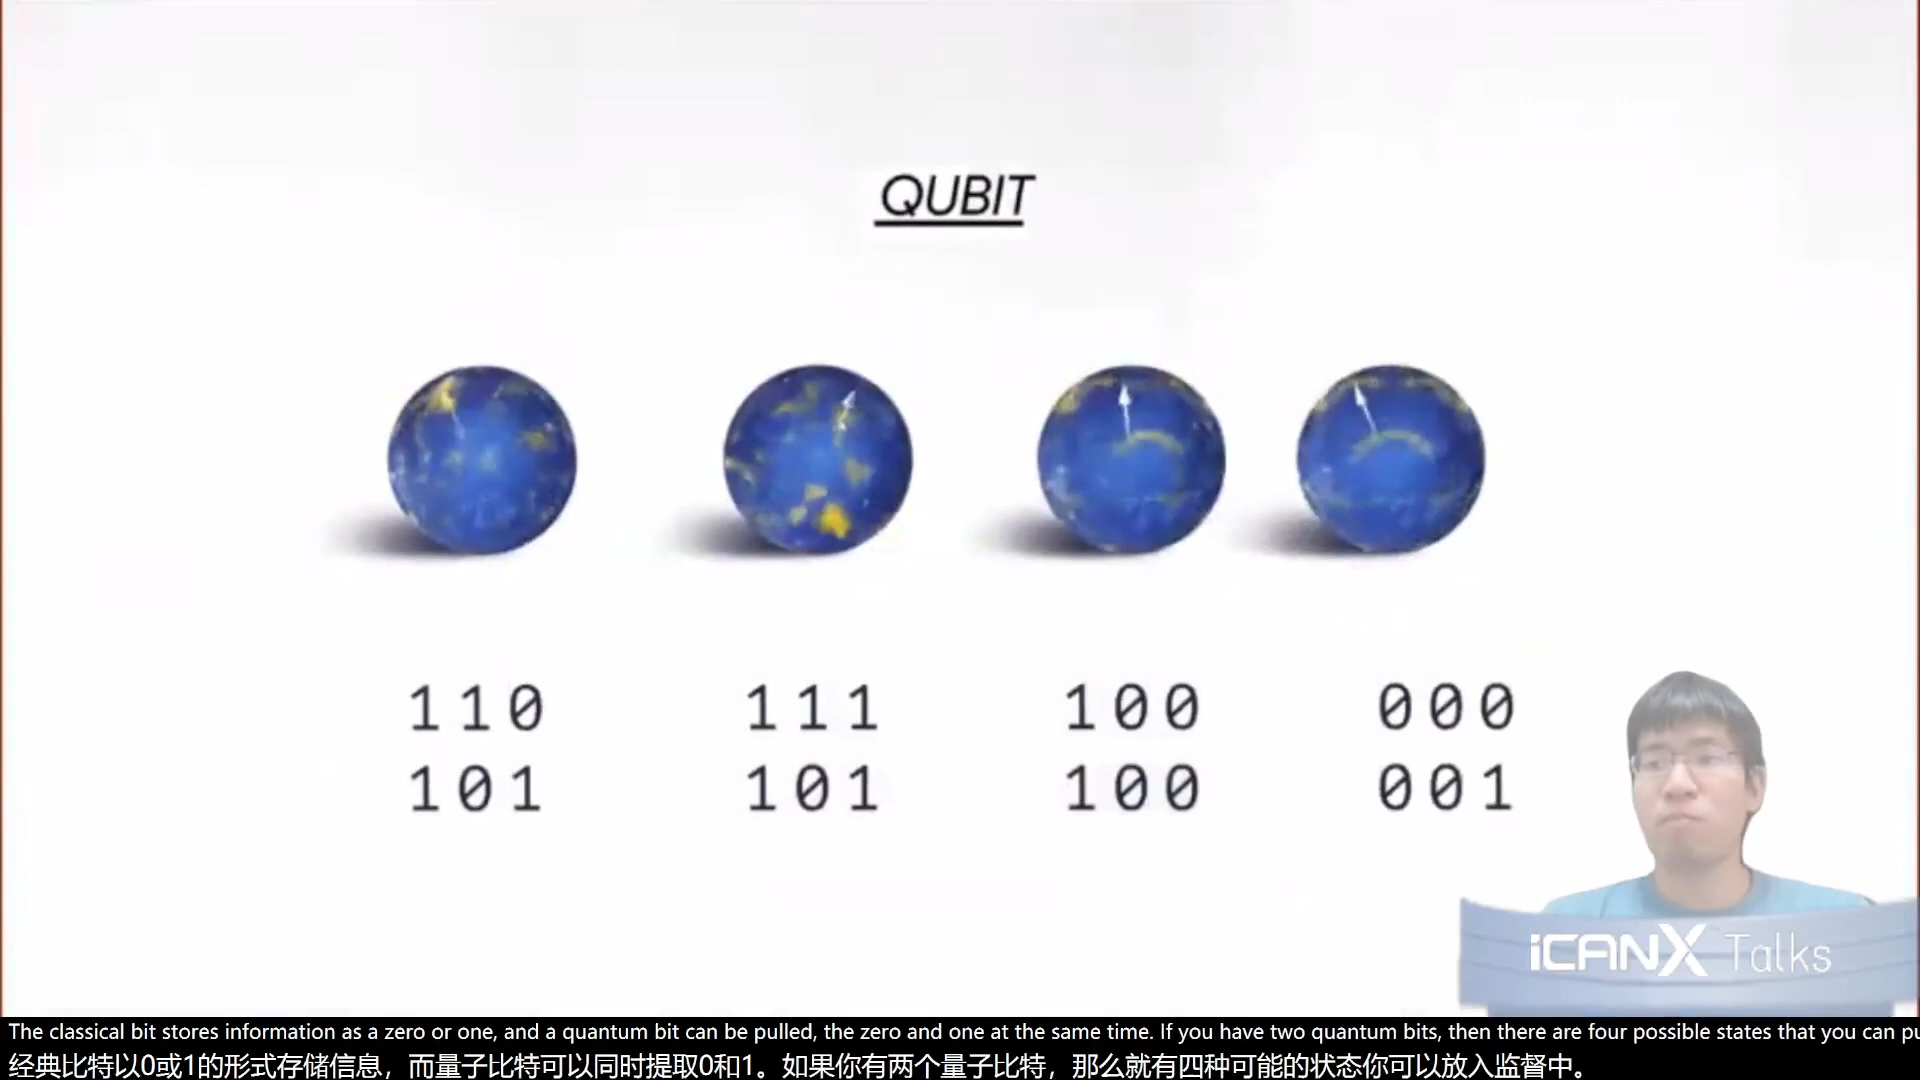 QUBIT
110 111 100 000
101 101 100 001
iCANX Talks
The classical bit stores information as a zero or one, and a quantum bit can be pulled, the zero and one at the same time. If you have two quantum bits, then there are four possible states that you can pu
经典比特以0或1的形式存储信息，而量子比特可以同时提取0和1。如果你有两个量子比特，那么就有四种可能的状态你可以放入监督中。